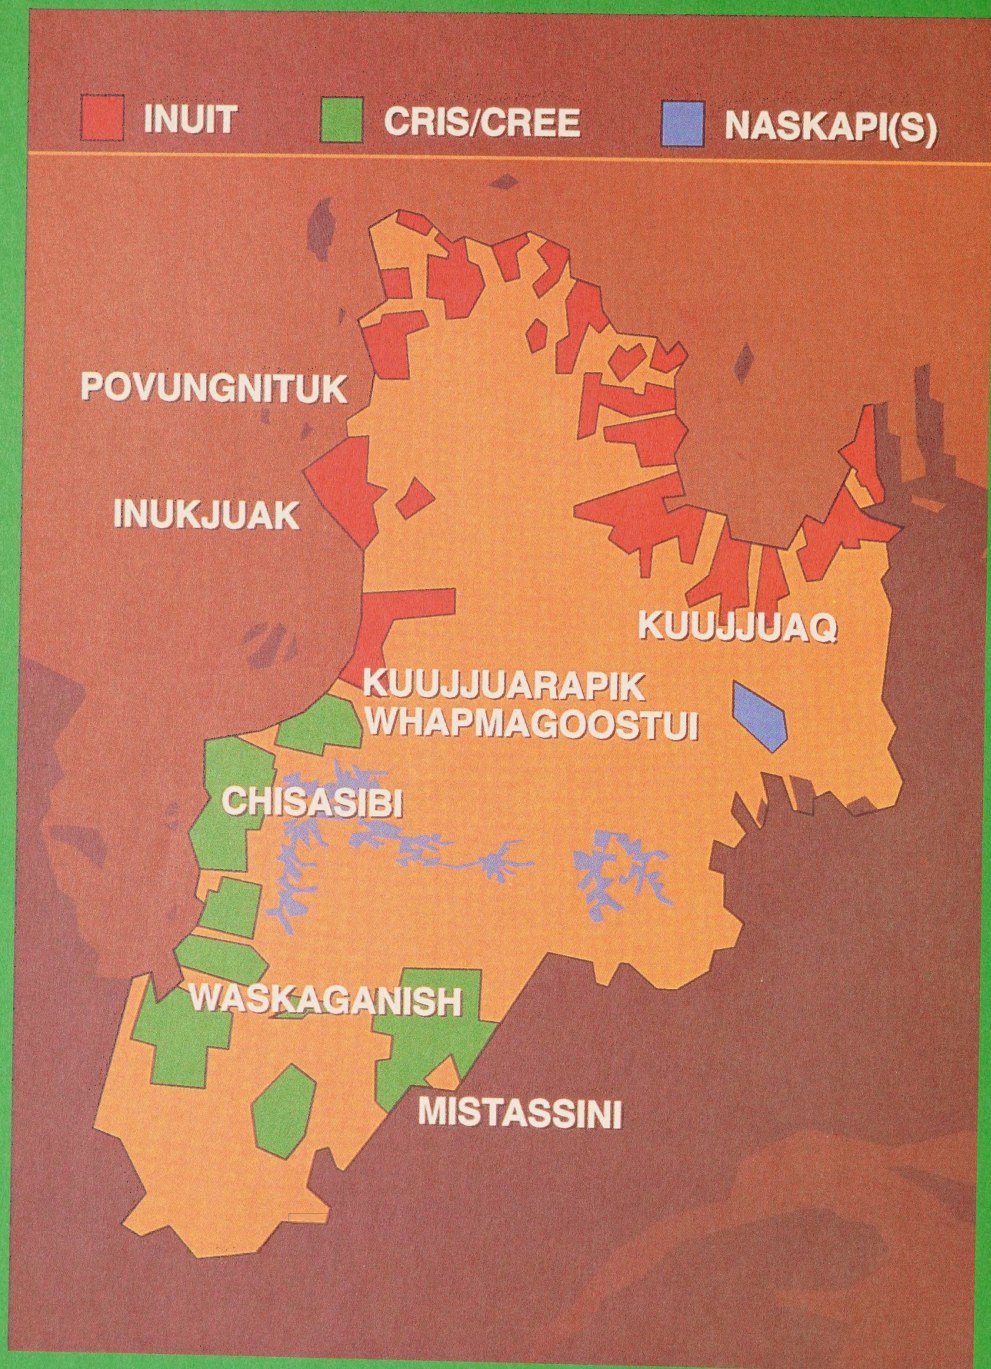 INUIT
CRIS/CREE
NASKAPI(S)
POVUNGNITUK
INUKJUAK
KUUJJUAQ
KUUJJUARAPIK
WHAPMAGOOSTUI
CHISASIBI
WASKAGANISH
MISTASSINI